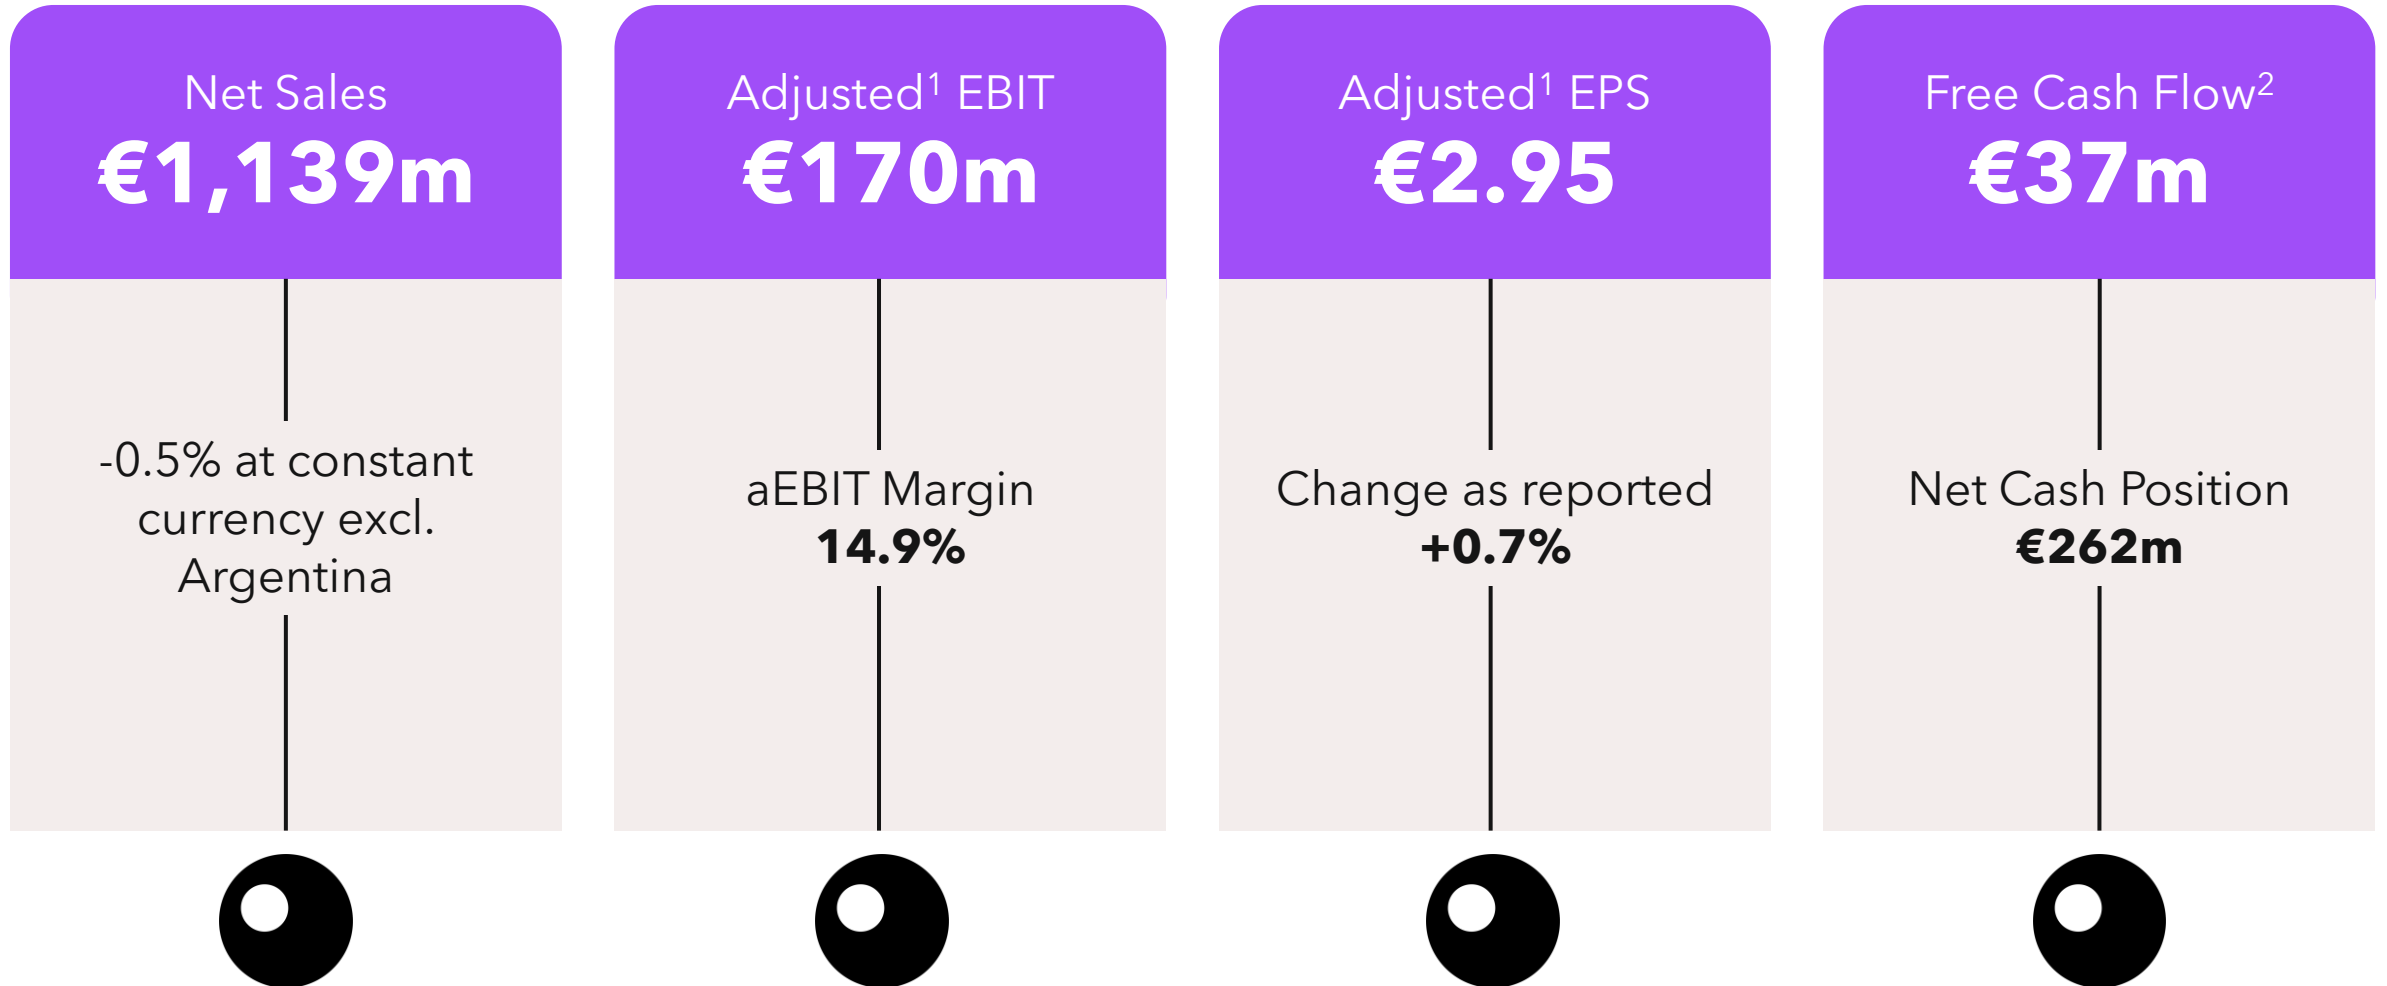 Net Sales
€1,139m
-0.5% at constant
currency excl.
Argentina
Adjusted¹ EBIT
€170m
aEBIT Margin
14.9%
Adjusted¹ EPS
€2.95
Change as reported
+0.7%
Free Cash Flow²
€37m
Net Cash Position
€262m